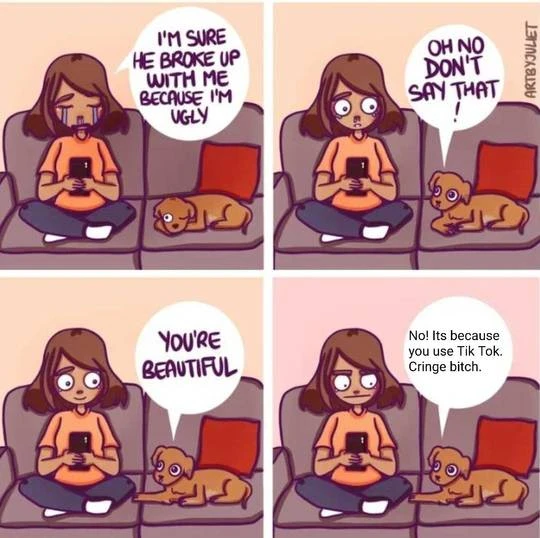 I'M SURE
HE BROKE UP
WITH ME
BECAUSE I'M
UGLY
OH NO
DON'T
SAY THAT
!
ARTBYJULIET
YOU'RE
BEAUTIFUL
No! Its because
you use Tik Tok.
Cringe bitch.